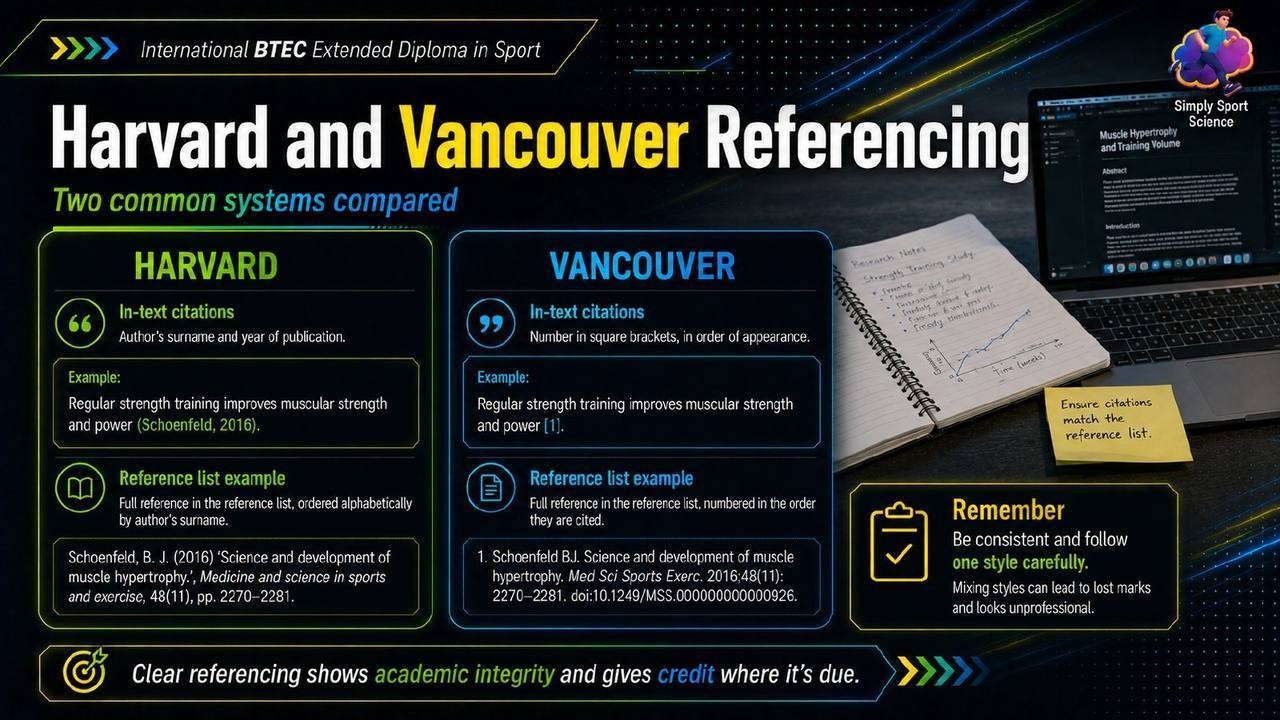 International BTEC Extended Diploma in Sport
Simply Sport
Science
Harvard and Vancouver Referencing
Two common systems compared
HARVARD
In-text citations
Author's surname and year of publication.
Example:
Regular strength training improves muscular strength
and power (Schoenfeld, 2016).
Reference list example
Full reference in the reference list, ordered alphabetically
by author's surname.
Schoenfeld, B. J. (2016) 'Science and development of
muscle hypertrophy.', Medicine and science in sports
and exercise, 48(11), pp. 2270–2281.
VANCOUVER
In-text citations
Number in square brackets, in order of appearance.
Example:
Regular strength training improves muscular strength
and power [1].
Reference list example
Full reference in the reference list, numbered in the order
they are cited.
1. Schoenfeld BJ. Science and development of muscle
hypertrophy. Med Sci Sports Exerc. 2016;48(11):
2270–2281. doi:10.1249/MSS.000000000000926.
Muscle Hypertrophy
and Training Volume
Abstract
Introduction
Research Notes
Strength Training Study
Time (weeks)
Ensure citations
match the
reference list.
Remember
Be consistent and follow
one style carefully.
Mixing styles can lead to lost marks
and looks unprofessional.
Clear referencing shows academic integrity and gives credit where it's due.